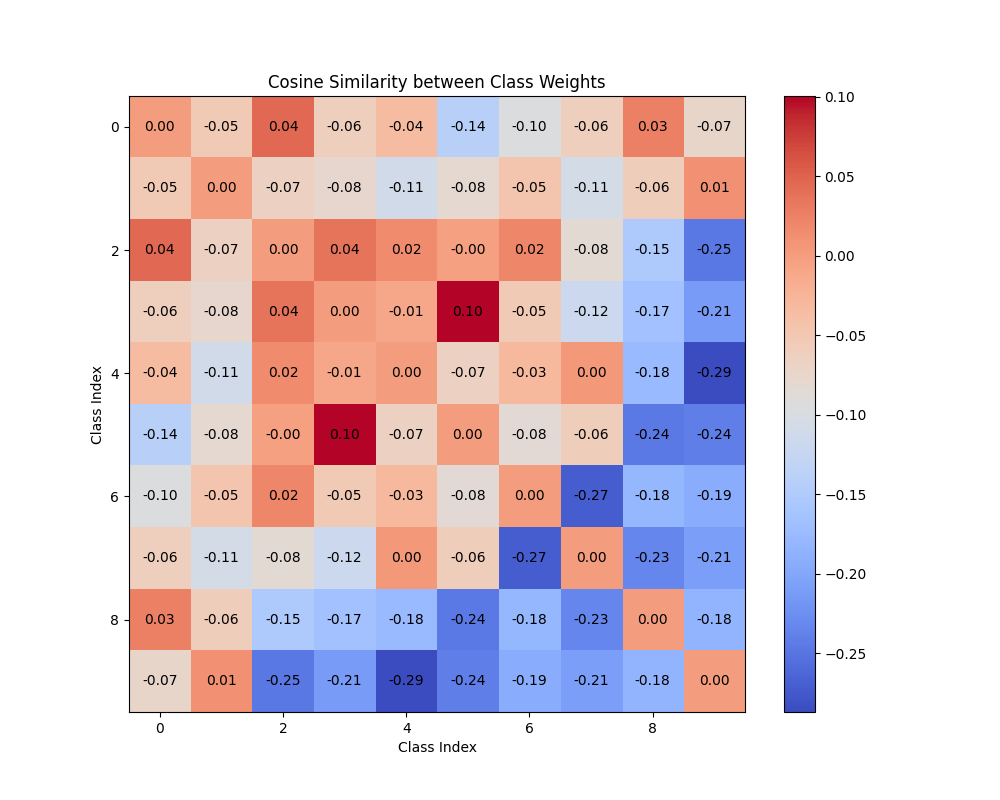 Cosine Similarity between Class Weights
0 0.00 -0.05 0.04 -0.06 -0.04 -0.14 -0.10 -0.06 0.03 -0.07
-0.05 0.00 -0.07 -0.08 -0.11 -0.08 -0.05 -0.11 -0.06 0.01
2 0.04 -0.07 0.00 0.04 0.02 -0.00 0.02 -0.08 -0.15 -0.25
-0.06 -0.08 0.04 0.00 -0.01 0.10 -0.05 -0.12 -0.17 -0.21
4 -0.04 -0.11 0.02 -0.01 0.00 -0.07 -0.03 0.00 -0.18 -0.29
-0.14 -0.08 -0.00 0.10 -0.07 0.00 -0.08 -0.06 -0.24 -0.24
6 -0.10 -0.05 0.02 -0.05 -0.03 -0.08 0.00 -0.27 -0.18 -0.19
-0.06 -0.11 -0.08 -0.12 0.00 -0.06 -0.27 0.00 -0.23 -0.21
8 0.03 -0.06 -0.15 -0.17 -0.18 -0.24 -0.18 -0.23 0.00 -0.18
-0.07 0.01 -0.25 -0.21 -0.29 -0.24 -0.19 -0.21 -0.18 0.00
0 2 4 6 8
Class Index
Class Index
0.10
0.05
0.00
−0.05
−0.10
−0.15
−0.20
−0.25